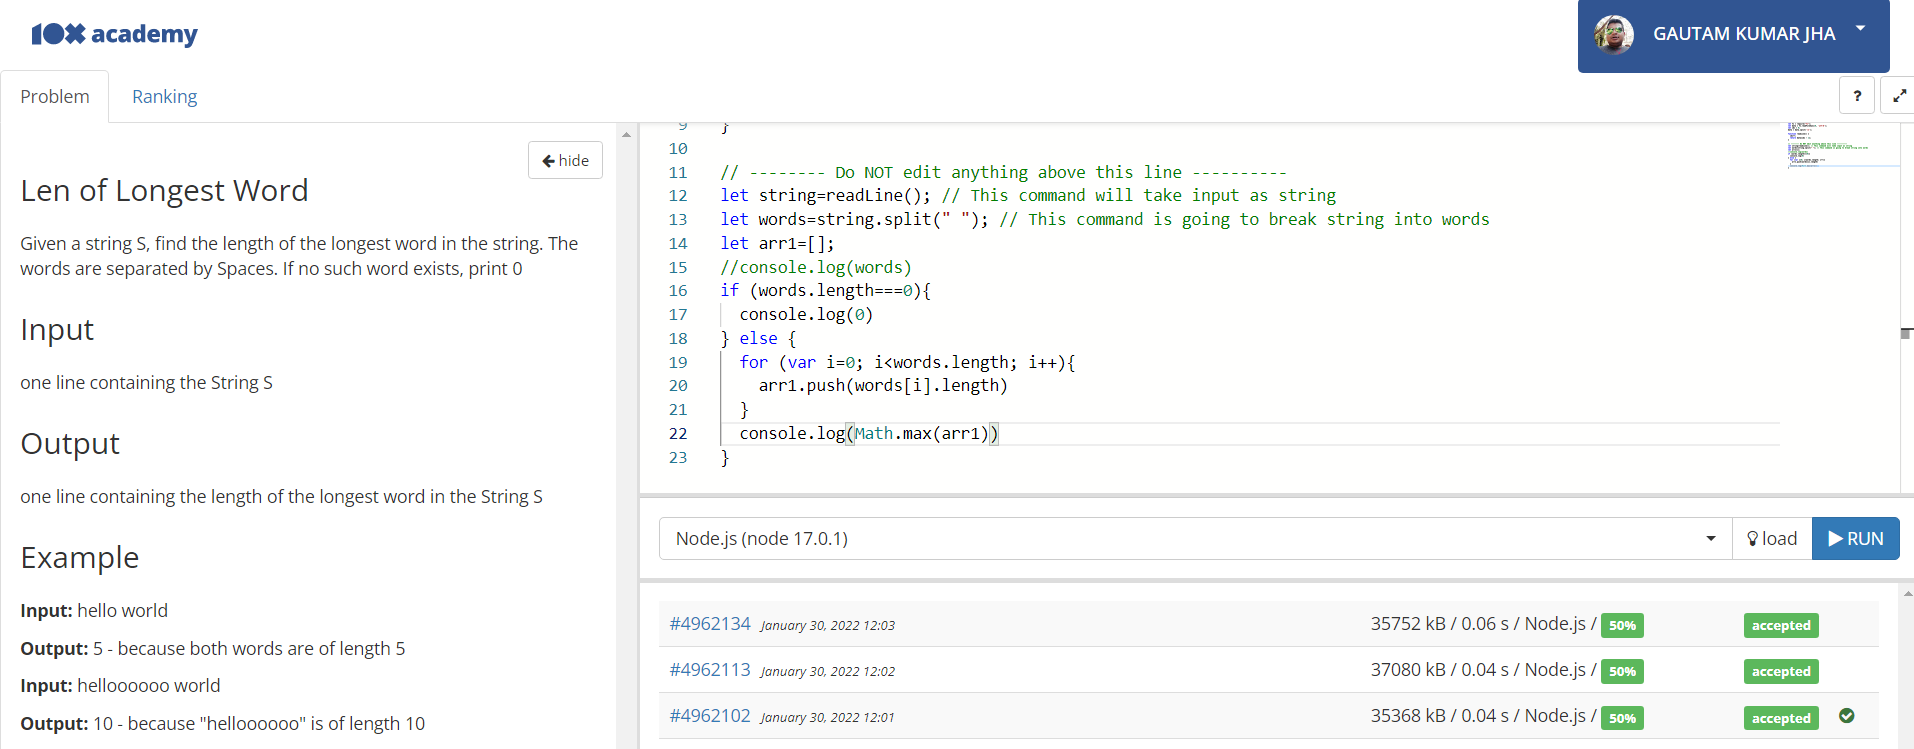 10X academy
GAUTAM KUMAR JHA
Problem
Ranking
?
hide
Len of Longest Word
Given a string S, find the length of the longest word in the string. The
words are separated by Spaces. If no such word exists, print 0
Input
one line containing the String S
Output
one line containing the length of the longest word in the String S
Example
Input: hello world
Output: 5 - because both words are of length 5
Input: helloooooo world
Output: 10 - because "helloooooo" is of length 10
9 }
10
11 // -------- Do NOT edit anything above this line ----------
12 let string=readLine(); // This command will take input as string
13 let words=string.split(" "); // This command is going to break string into words
14 let arr1=[];
15 //console.log(words)
16 if (words.length===0){
17 console.log(0)
18 } else {
19 for (var i=0; i<words.length; i++){
20 arr1.push(words[i].length)
21 }
22 console.log(Math.max(arr1))
23 }
Node.js (node 17.0.1)
load
RUN
#4962134 January 30, 2022 12:03 35752 kB / 0.06 s / Node.js / 50% accepted
#4962113 January 30, 2022 12:02 37080 kB / 0.04 s / Node.js / 50% accepted
#4962102 January 30, 2022 12:01 35368 kB / 0.04 s / Node.js / 50% accepted